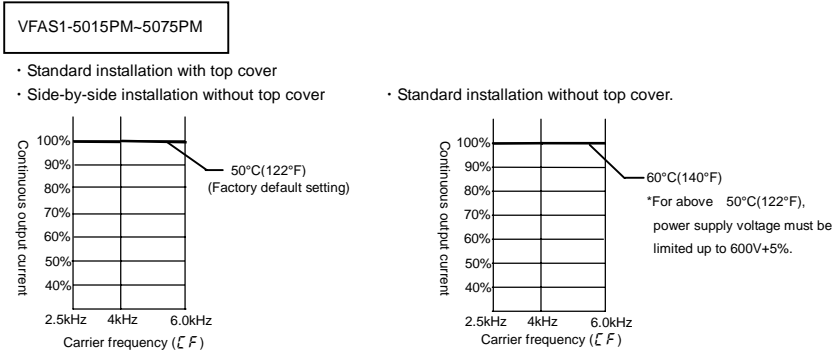 VFAS1-5015PM~5075PM
・Standard installation with top cover
・Side-by-side installation without top cover
Continuous output current
100%
90%
80%
70%
60%
50%
40%
50°C(122°F)
(Factory default setting)
2.5kHz 4kHz 6.0kHz
Carrier frequency (CF)
・Standard installation without top cover.
Continuous output current
100%
90%
80%
70%
60%
50%
40%
60°C(140°F)
*For above 50°C(122°F),
power supply voltage must be
limited up to 600V+5%.
2.5kHz 4kHz 6.0kHz
Carrier frequency (CF)